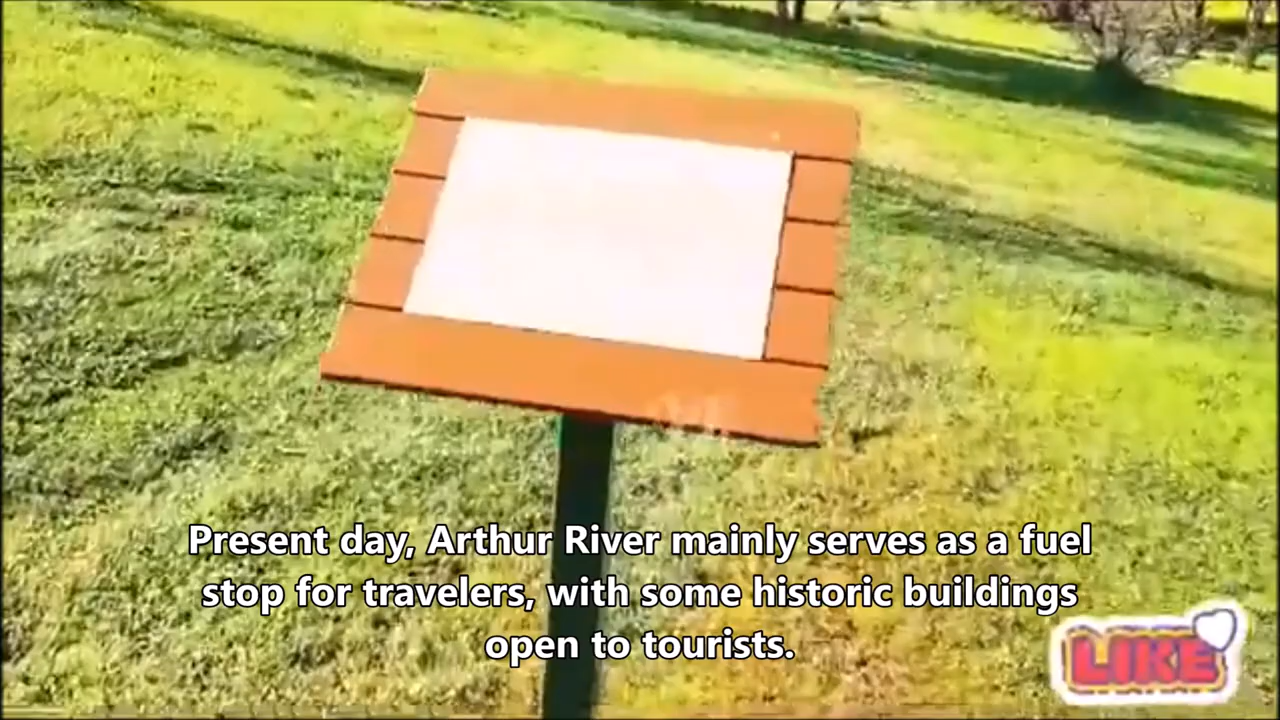 Present day, Arthur River mainly serves as a fuel
stop for travelers, with some historic buildings
open to tourists.
LIKE